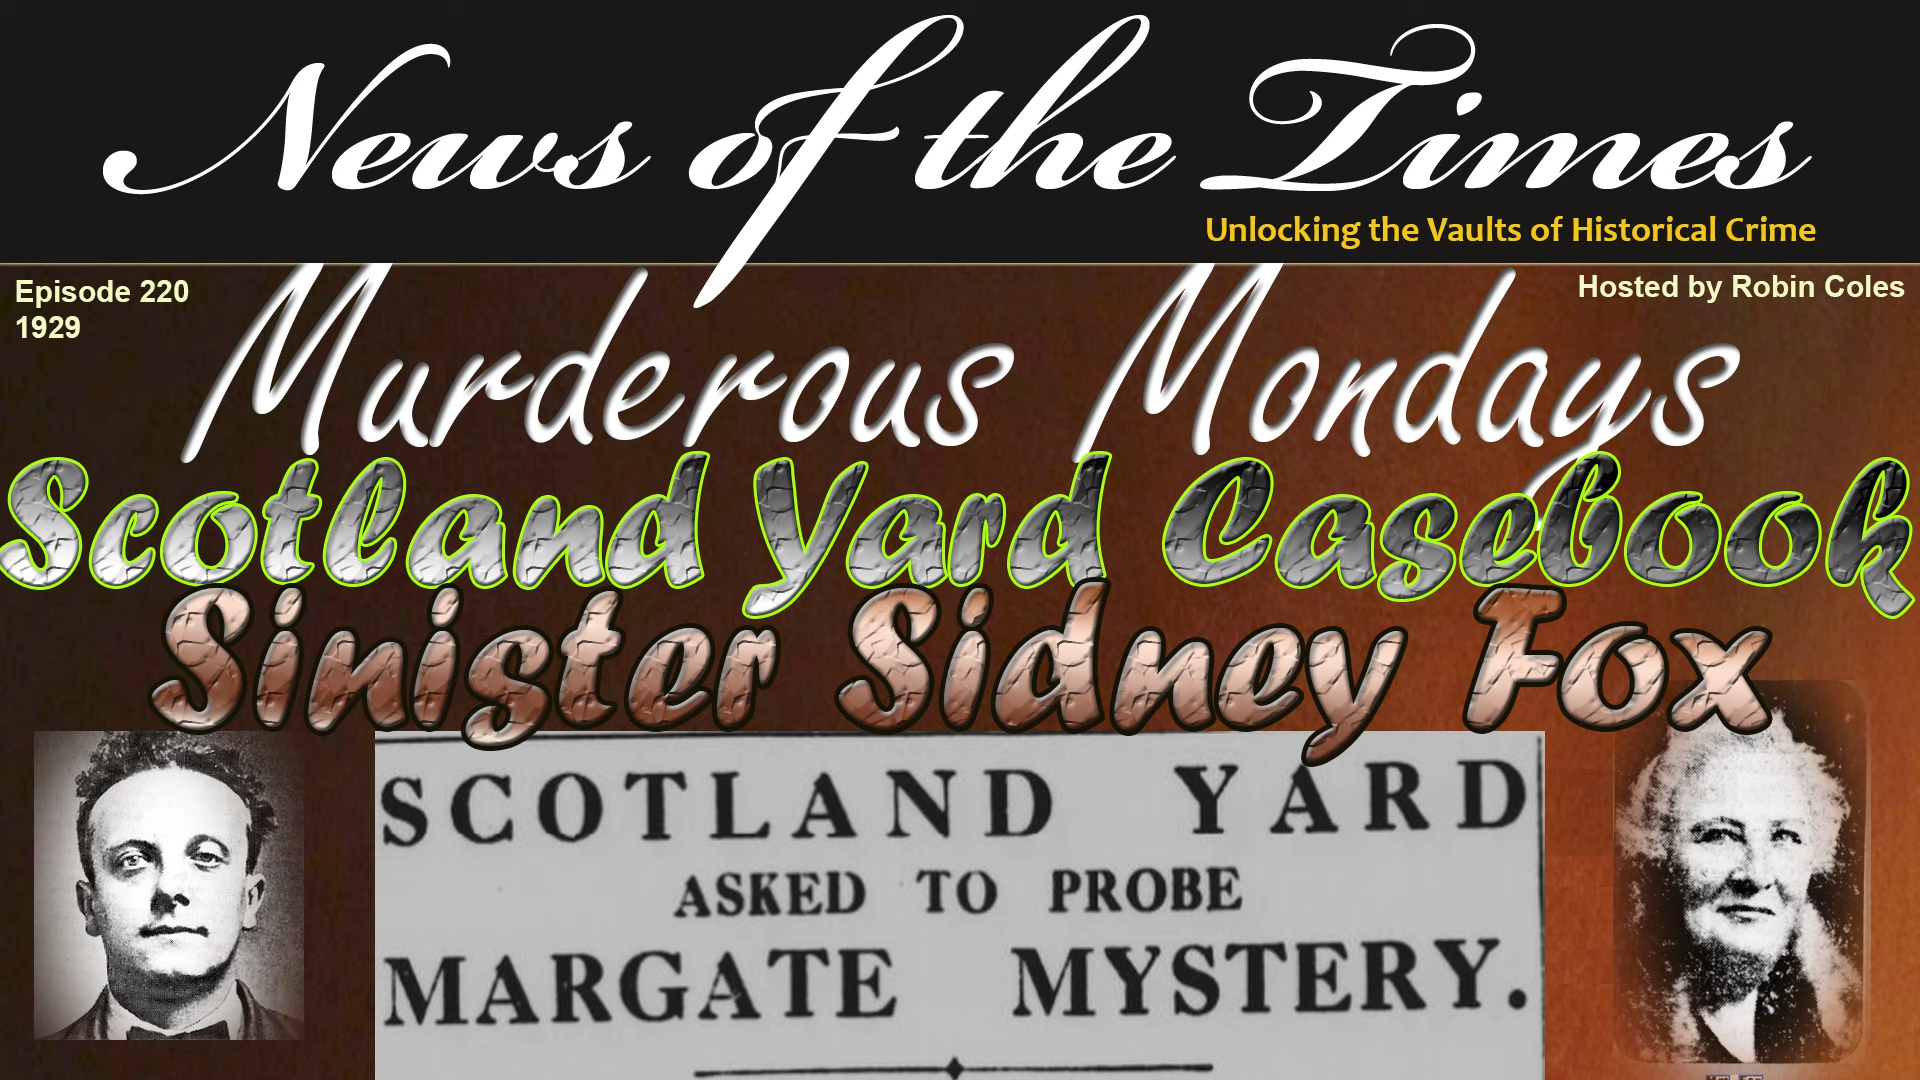 News of the Times
Unlocking the Vaults of Historical Crime
Episode 220
1929
Hosted by Robin Coles
Murderous Mondays
Scotland Yard Casebook
Sinister Sidney Fox
SCOTLAND YARD
ASKED TO PROBE
MARGATE MYSTERY.